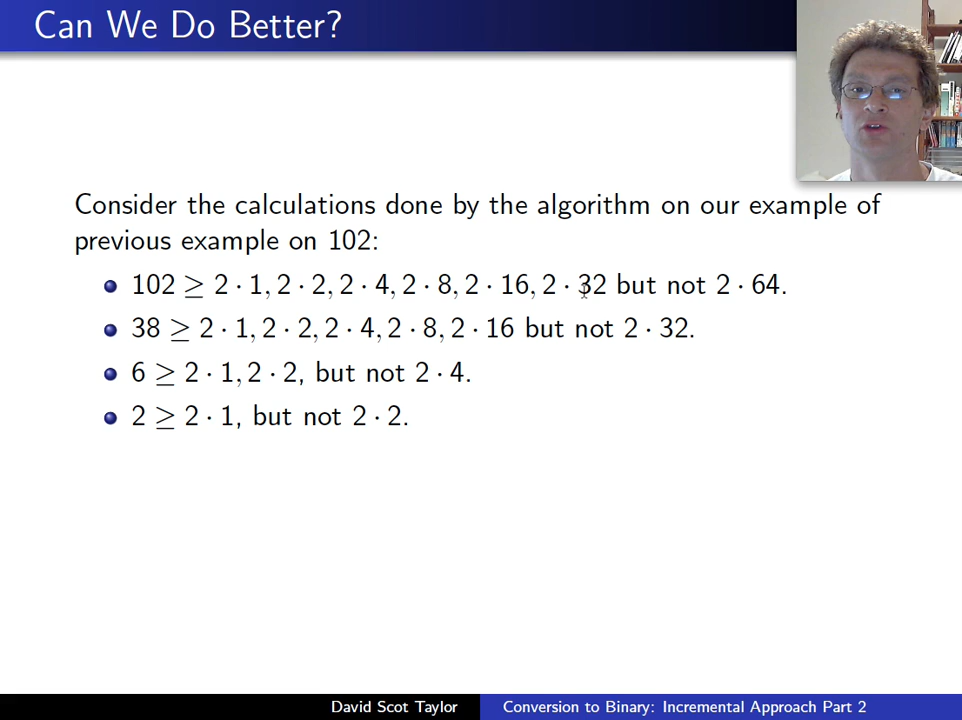 Can We Do Better?
Consider the calculations done by the algorithm on our example of
previous example on 102:
102 ≥ 2 · 1, 2 · 2, 2 · 4, 2 · 8, 2 · 16, 2 · 32 but not 2 · 64.
38 ≥ 2 · 1, 2 · 2, 2 · 4, 2 · 8, 2 · 16 but not 2 · 32.
6 ≥ 2 · 1, 2 · 2, but not 2 · 4.
2 ≥ 2 · 1, but not 2 · 2.
David Scot Taylor
Conversion to Binary: Incremental Approach Part 2